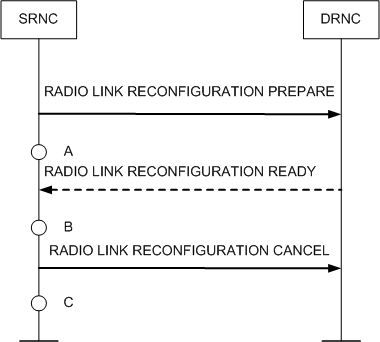 SRNC
DRNC
RADIO LINK RECONFIGURATION PREPARE
A
RADIO LINK RECONFIGURATION READY
B
RADIO LINK RECONFIGURATION CANCEL
C